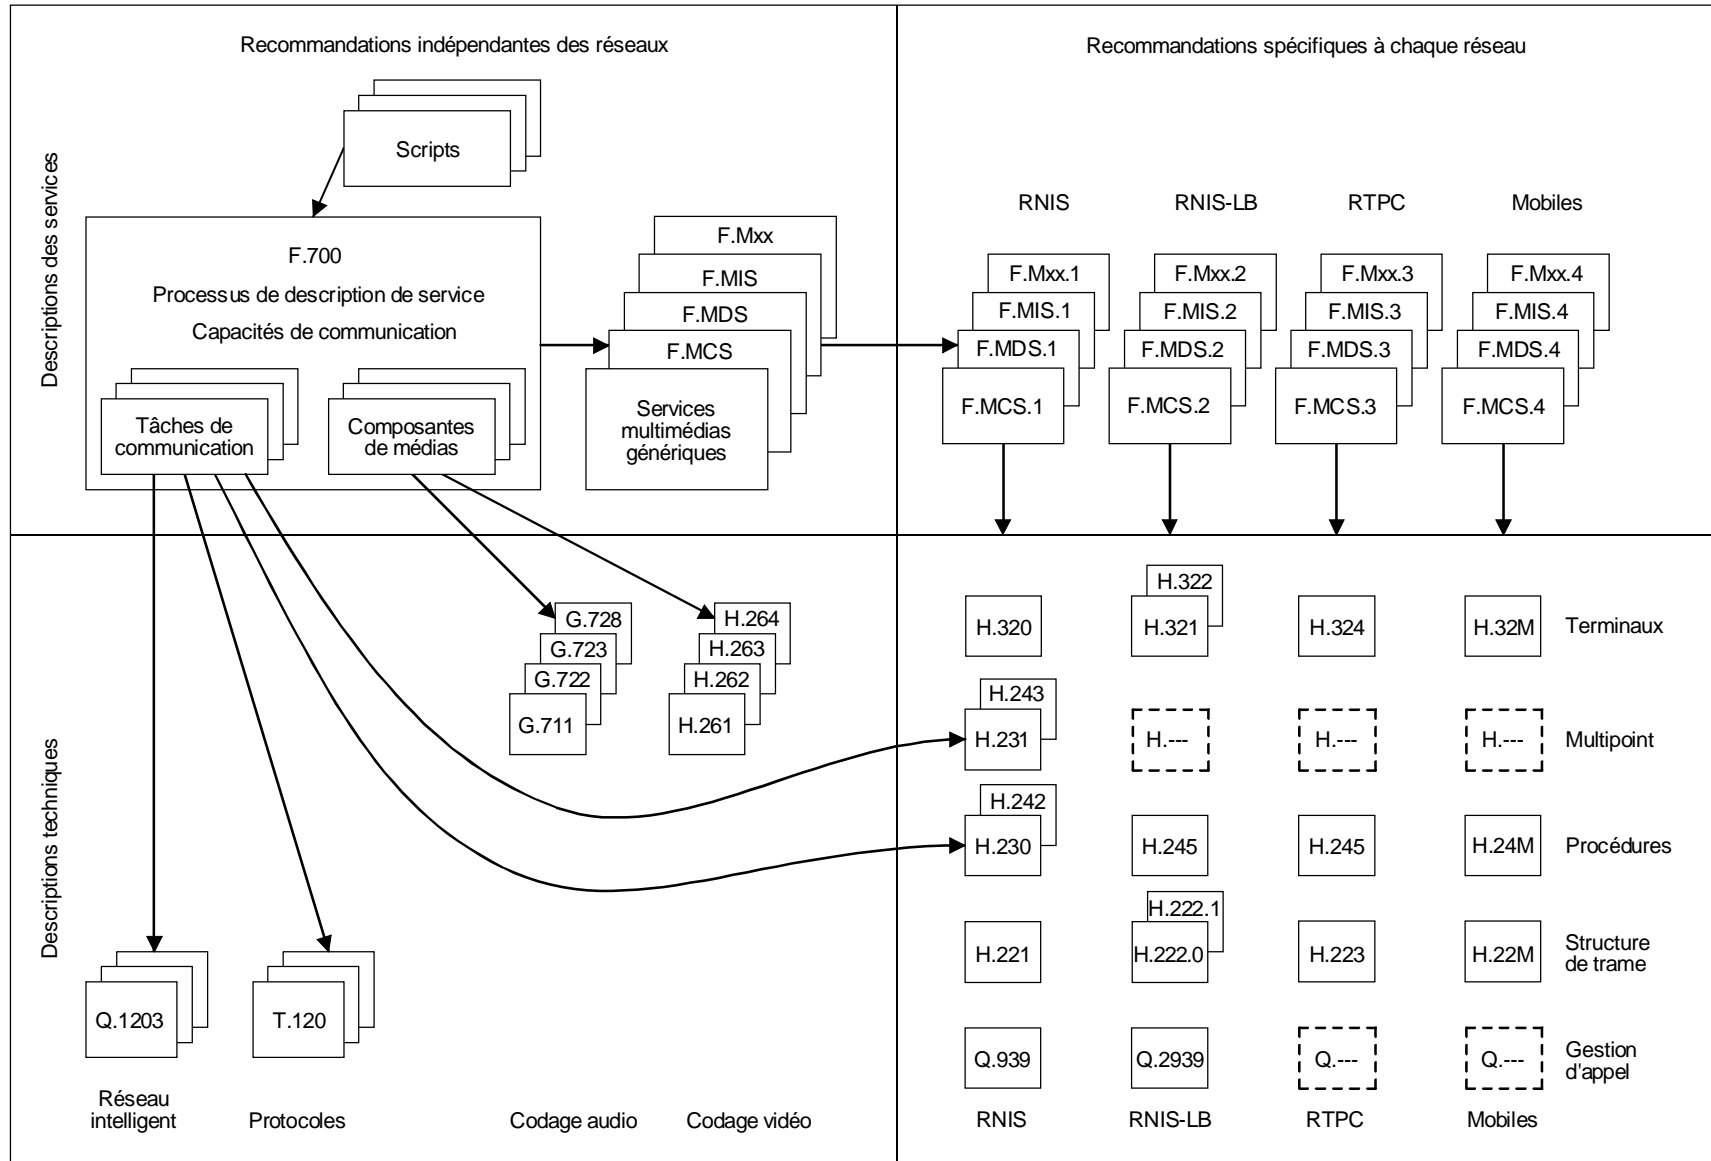 Recommandations indépendantes des réseaux
Recommandations spécifiques à chaque réseau
Descriptions des services
Scripts
F.700
Processus de description de service
Capacités de communication
Tâches de
communication
Composantes
de médias
F.Mxx
F.MIS
F.MDS
F.MCS
Services
multimédias
génériques
RNIS
RNIS-LB
RTPC
Mobiles
F.Mxx.1
F.MIS.1
F.MDS.1
F.MCS.1
F.Mxx.2
F.MIS.2
F.MDS.2
F.MCS.2
F.Mxx.3
F.MIS.3
F.MDS.3
F.MCS.3
F.Mxx.4
F.MIS.4
F.MDS.4
F.MCS.4
Descriptions techniques
G.728
G.723
G.722
G.711
H.264
H.263
H.262
H.261
Q.1203
T.120
Réseau
intelligent
Protocoles
Codage audio
Codage vidéo
H.320
H.322
H.321
H.324
H.32M
Terminaux
H.243
H.231
H.---
H.---
H.---
Multipoint
H.242
H.230
H.245
H.245
H.24M
Procédures
H.221
H.222.1
H.222.0
H.223
H.22M
Structure
de trame
Q.939
Q.2939
Q.---
Q.---
Gestion
d'appel
RNIS
RNIS-LB
RTPC
Mobiles